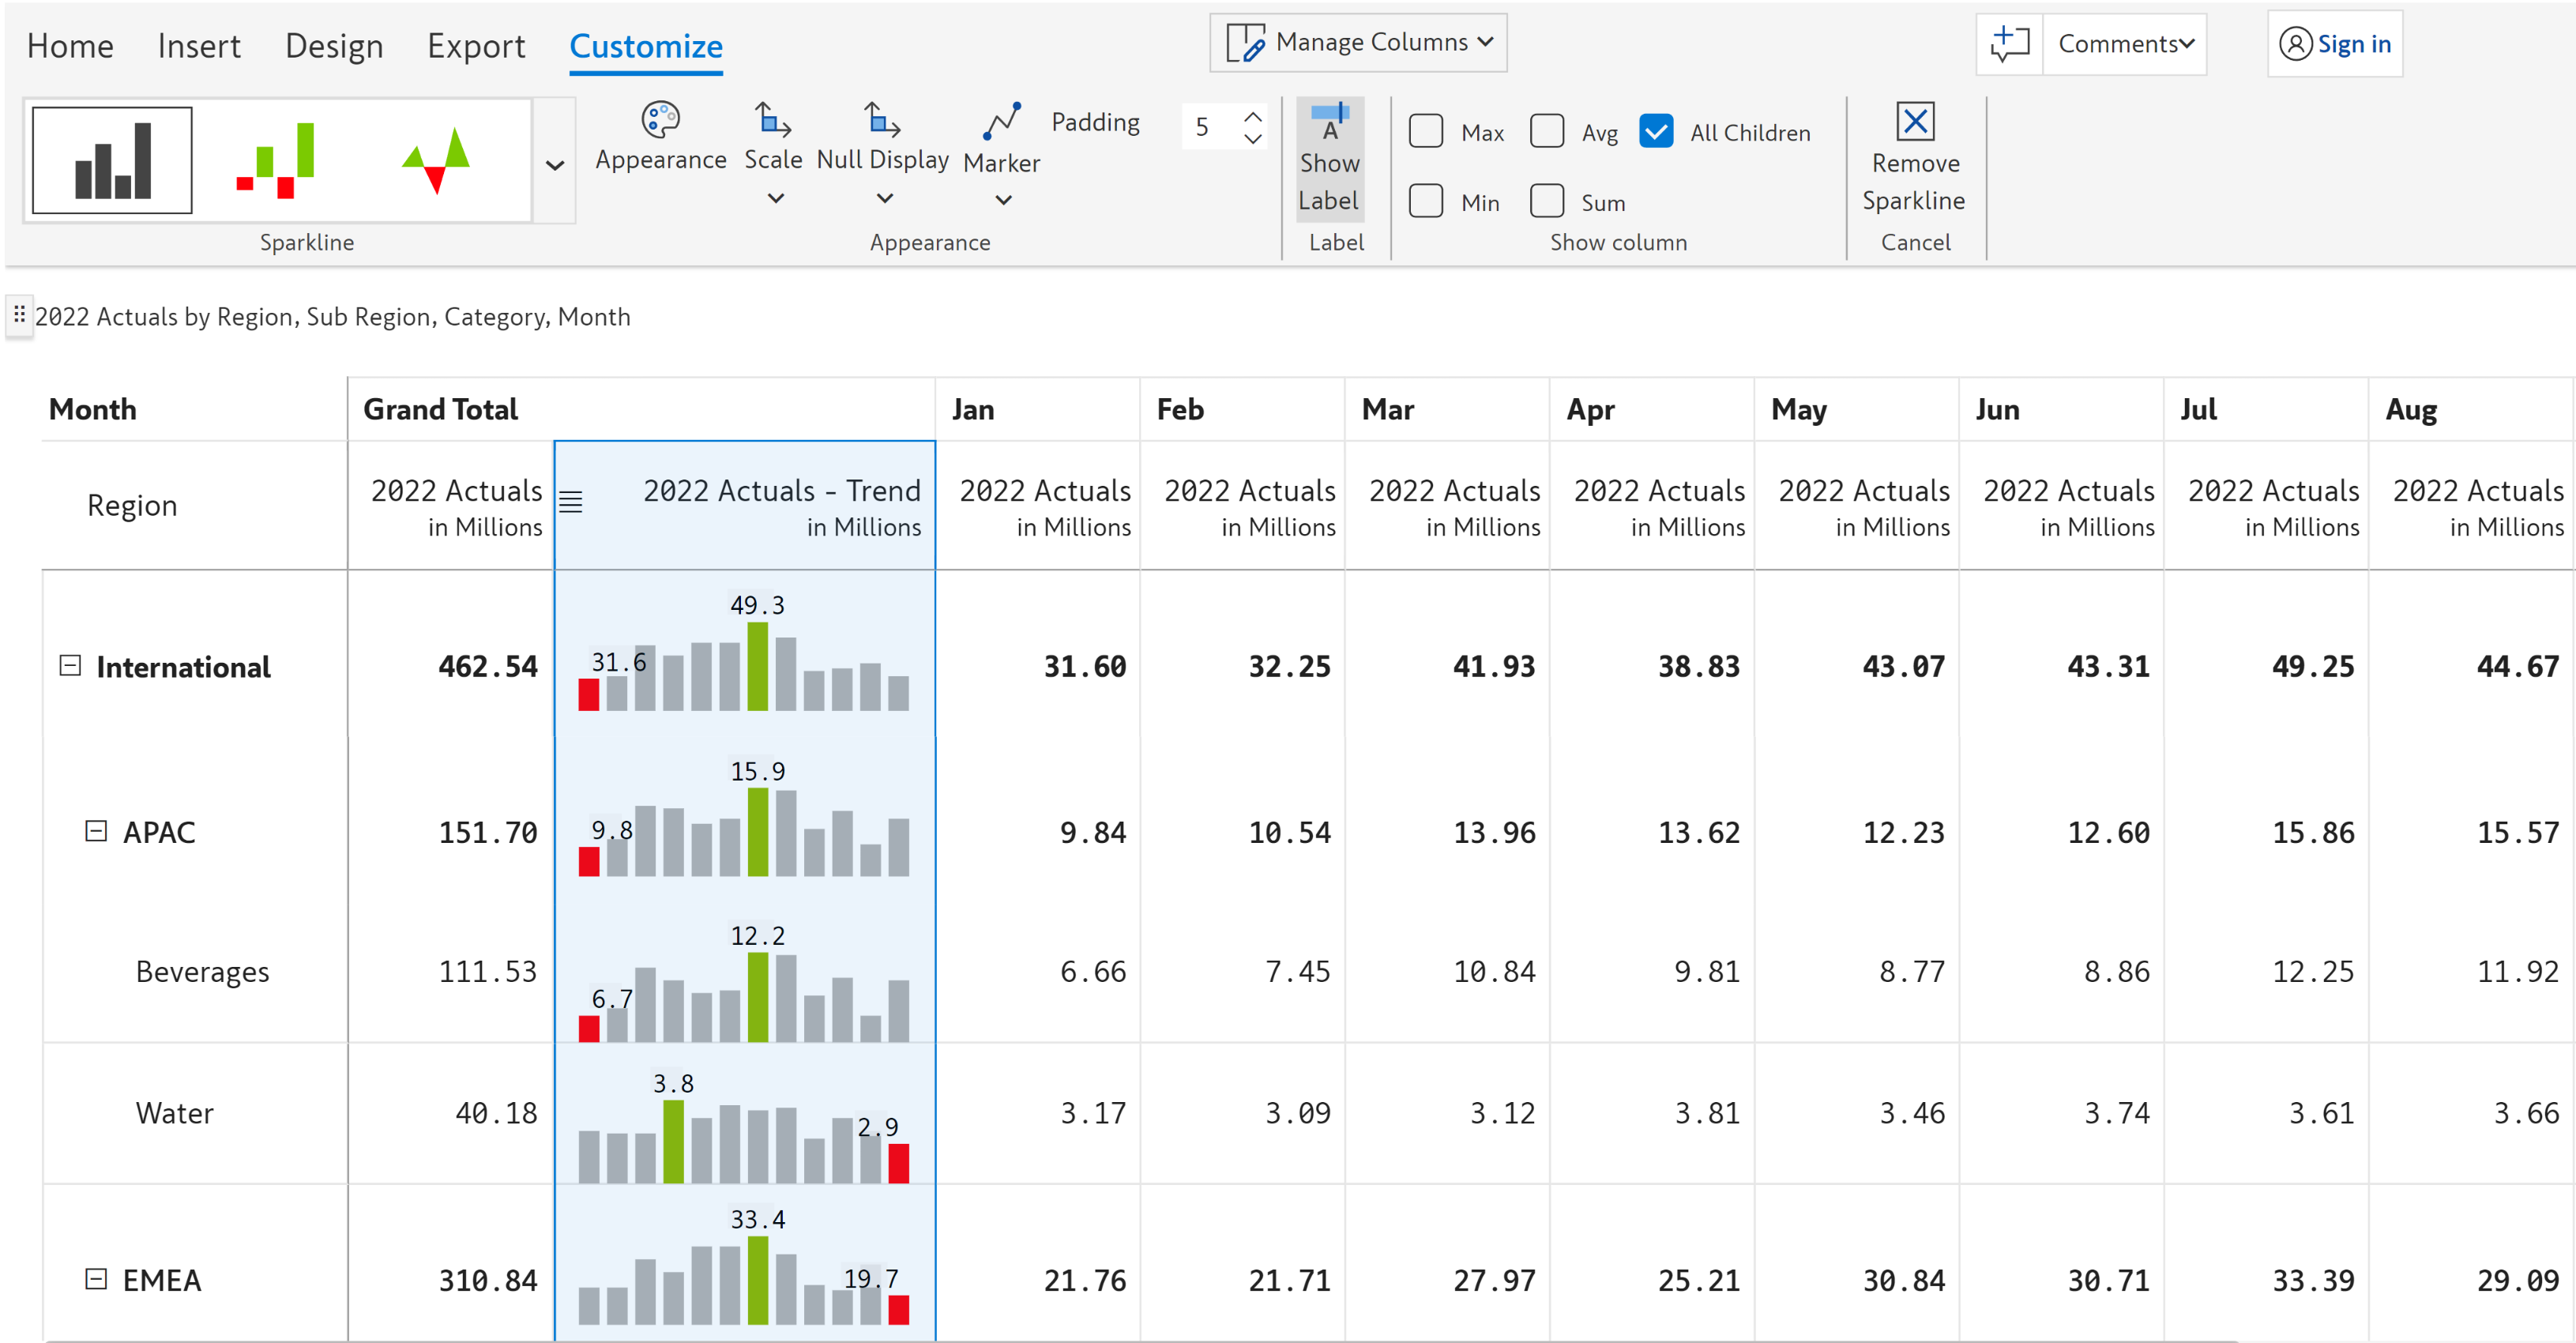 Home Insert Design Export Customize Manage Columns Comments Sign in
Sparkline
Appearance Scale Null Display Marker Padding 5
Appearance
A
Show
Label
Label
Max Avg All Children
Min Sum
Show column
Remove
Sparkline
Cancel
2022 Actuals by Region, Sub Region, Category, Month
Month Grand Total Jan Feb Mar Apr May Jun Jul Aug
Region 2022 Actuals 2022 Actuals - Trend 2022 Actuals 2022 Actuals 2022 Actuals 2022 Actuals 2022 Actuals 2022 Actuals 2022 Actuals 2022 Actuals
in Millions in Millions in Millions in Millions in Millions in Millions in Millions in Millions in Millions in Millions
49.3
International 462.54 31.6 31.60 32.25 41.93 38.83 43.07 43.31 49.25 44.67
15.9
APAC 151.70 9.8 9.84 10.54 13.96 13.62 12.23 12.60 15.86 15.57
12.2
Beverages 111.53 6.7 6.66 7.45 10.84 9.81 8.77 8.86 12.25 11.92
3.8
Water 40.18 2.9 3.17 3.09 3.12 3.81 3.46 3.74 3.61 3.66
33.4
EMEA 310.84 19.7 21.76 21.71 27.97 25.21 30.84 30.71 33.39 29.09